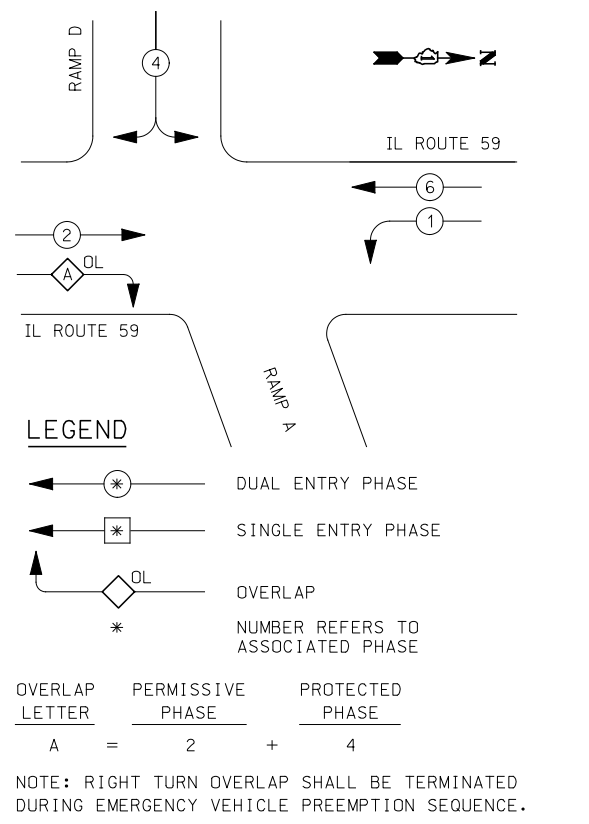 RAMP D
4
N
IL ROUTE 59
6
1
2
A OL
IL ROUTE 59
RAMP A
LEGEND
* DUAL ENTRY PHASE
* SINGLE ENTRY PHASE
OL OVERLAP
* NUMBER REFERS TO
ASSOCIATED PHASE
OVERLAP PERMISSIVE PROTECTED
LETTER PHASE PHASE
A = 2 + 4
NOTE: RIGHT TURN OVERLAP SHALL BE TERMINATED
DURING EMERGENCY VEHICLE PREEMPTION SEQUENCE.